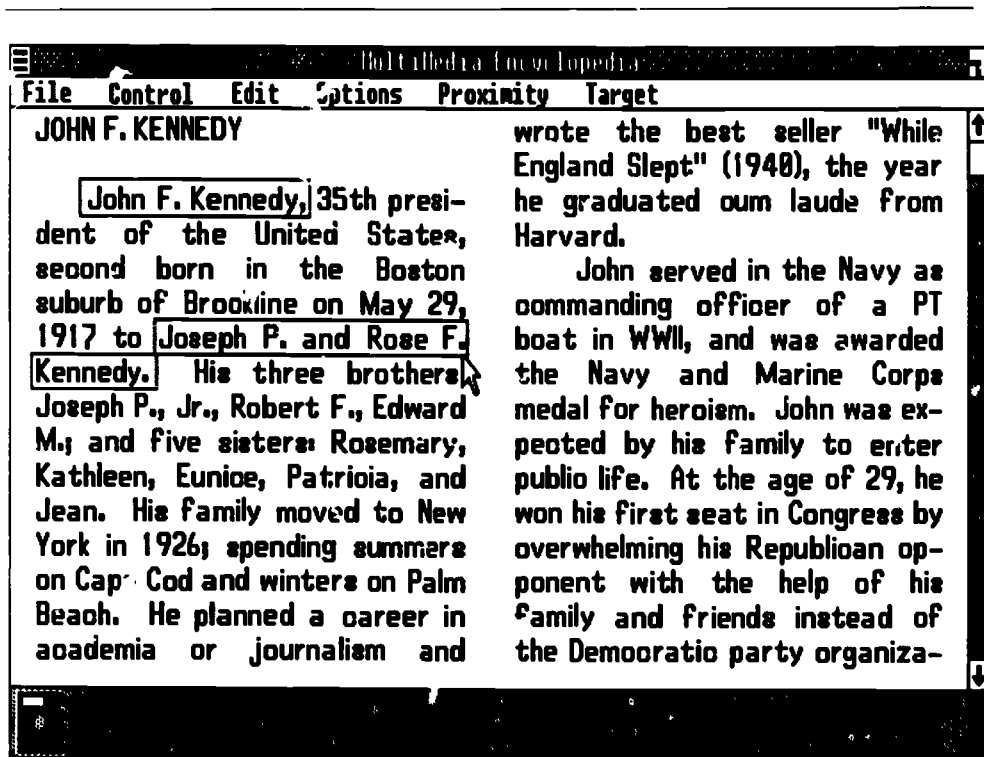 MultiMedia Encyclopedia
File Control Edit Options Proximity Target
JOHN F. KENNEDY
John F. Kennedy, 35th presi-
dent of the United States,
second born in the Boston
suburb of Brookline on May 29,
1917 to Joseph P. and Rose F.
Kennedy. His three brothers,
Joseph P., Jr., Robert F., Edward
M.; and five sisters: Rosemary,
Kathleen, Eunice, Patricia, and
Jean. His family moved to New
York in 1926; spending summers
on Cape Cod and winters on Palm
Beach. He planned a career in
academia or journalism and
wrote the best seller "While
England Slept" (1940), the year
he graduated cum laude from
Harvard.
John served in the Navy as
commanding officer of a PT
boat in WWII, and was awarded
the Navy and Marine Corps
medal for heroism. John was ex-
pected by his family to enter
public life. At the age of 29, he
won his first seat in Congress by
overwhelming his Republican op-
ponent with the help of his
family and friends instead of
the Democratic party organiza-